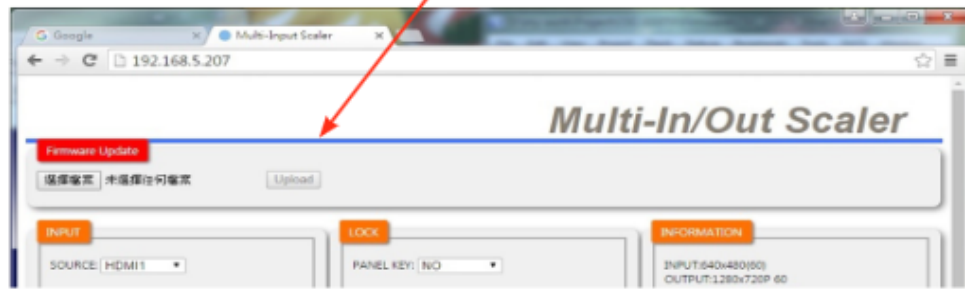 Google
Multi-Input Scaler
192.168.5.207
Multi-In/Out Scaler
Firmware Update
選擇檔案 未選擇任何檔案 Upload
INPUT LOCK INFORMATION
SOURCE: HDMI1 PANEL KEY: NO INPUT:640x480(60)
OUTPUT:1280x720P 60